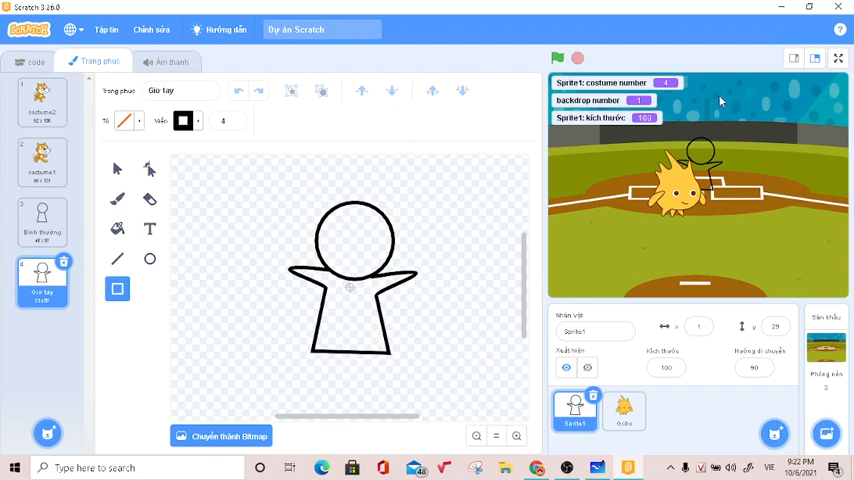 Scratch 3.26.0
SCRATCH Tập tin Chỉnh sửa Hướng dẫn Dự án Scratch
code Trang phục Âm thanh
Trang phục Giơ tay
Tô Viền 4
1
costume2
2
costume1
3
Bình thường
4
Giơ tay
T
Chuyển thành Bitmap
Sprite1: costume number 4
backdrop number 1
Sprite1: kích thước 100
Nhân vật
Sprite1
x 1
y 29
Xuất hiện
Kích thước
100
Hướng di chuyển
90
Sprite1
Gobo
Sân khấu
Phông nền
3
Type here to search
48
VIE
9:22 PM
10/6/2021
4